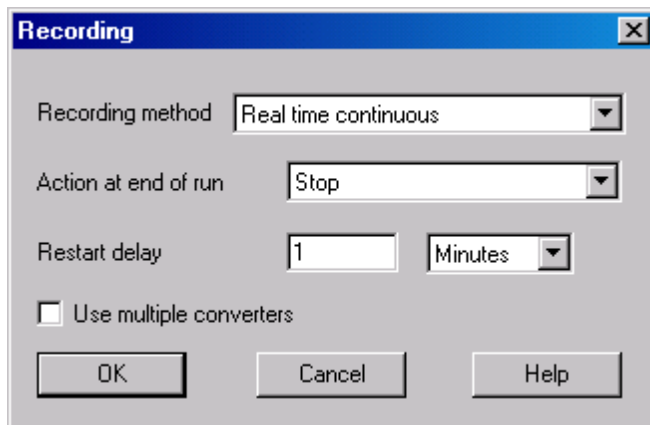 Recording
Recording method Real time continuous
Action at end of run Stop
Restart delay 1 Minutes
Use multiple converters
OK Cancel Help